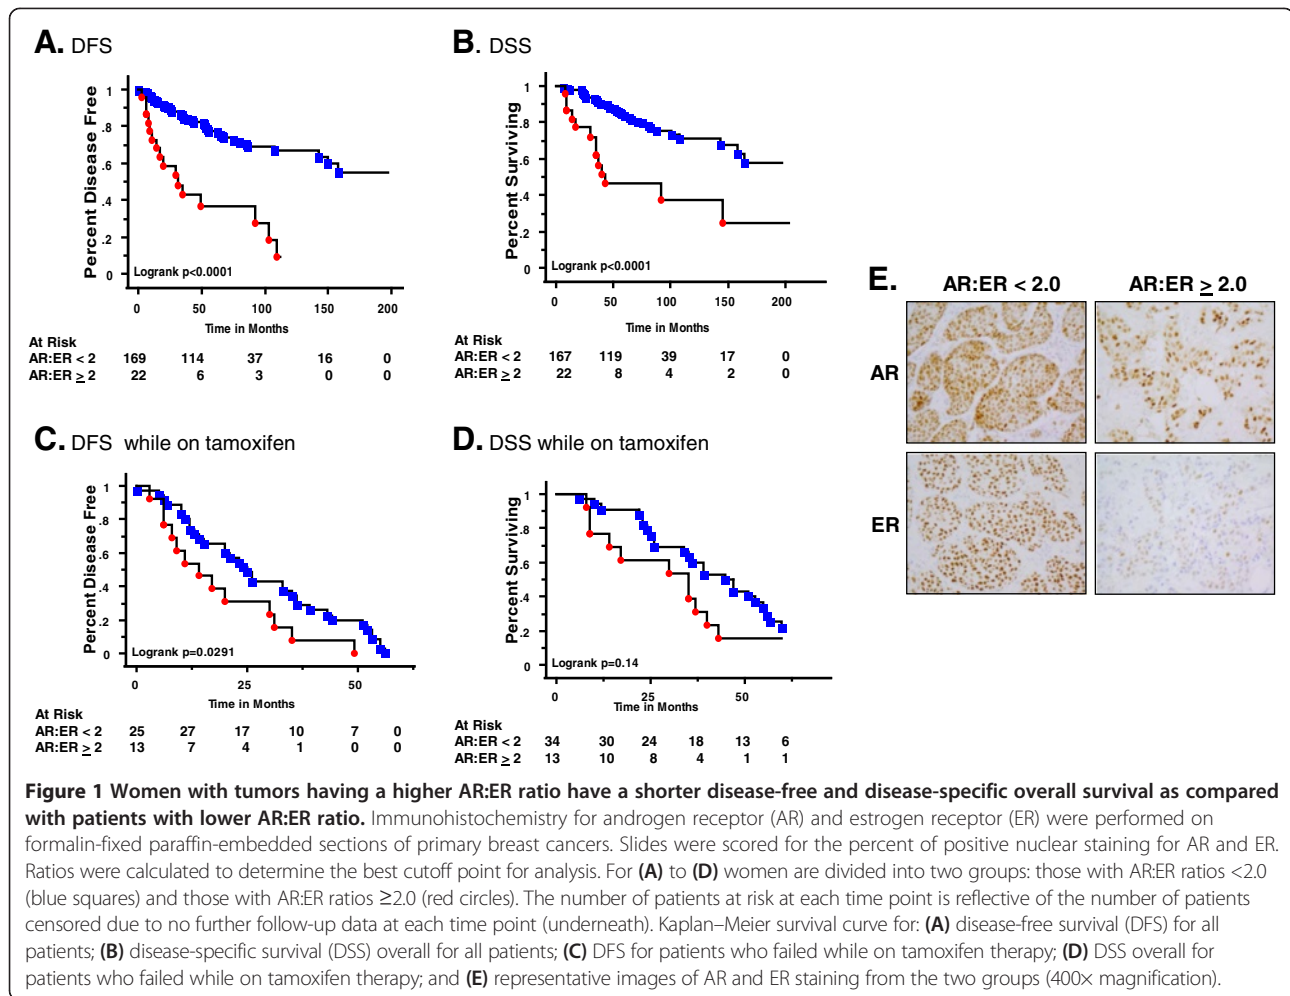 A. DFS
Percent Disease Free
1
.8
.6
.4
.2
0
Logrank p<0.0001
0 50 100 150 200
Time in Months
At Risk
AR:ER < 2 169 114 37 16 0
AR:ER ≥ 2 22 6 3 0 0
B. DSS
Percent Surviving
1
.8
.6
.4
.2
0
Logrank p<0.0001
0 50 100 150 200
Time in Months
At Risk
AR:ER < 2 167 119 39 17 0
AR:ER ≥ 2 22 8 4 2 0
C. DFS while on tamoxifen
Percent Disease Free
1
.8
.6
.4
.2
0
Logrank p=0.0291
0 25 50
Time in Months
At Risk
AR:ER < 2 25 27 17 10 7 0
AR:ER ≥ 2 13 7 4 1 0 0
D. DSS while on tamoxifen
Percent Surviving
1
.8
.6
.4
.2
0
Logrank p=0.14
0 25 50
Time in Months
At Risk
AR:ER < 2 34 30 24 18 13 6
AR:ER ≥ 2 13 10 8 4 1 1
E. AR:ER < 2.0 AR:ER ≥ 2.0
AR
ER
Figure 1 Women with tumors having a higher AR:ER ratio have a shorter disease-free and disease-specific overall survival as compared
with patients with lower AR:ER ratio. Immunohistochemistry for androgen receptor (AR) and estrogen receptor (ER) were performed on
formalin-fixed paraffin-embedded sections of primary breast cancers. Slides were scored for the percent of positive nuclear staining for AR and ER.
Ratios were calculated to determine the best cutoff point for analysis. For (A) to (D) women are divided into two groups: those with AR:ER ratios <2.0
(blue squares) and those with AR:ER ratios ≥2.0 (red circles). The number of patients at risk at each time point is reflective of the number of patients
censored due to no further follow-up data at each time point (underneath). Kaplan–Meier survival curve for: (A) disease-free survival (DFS) for all
patients; (B) disease-specific survival (DSS) overall for all patients; (C) DFS for patients who failed while on tamoxifen therapy; (D) DSS overall for
patients who failed while on tamoxifen therapy; and (E) representative images of AR and ER staining from the two groups (400× magnification).